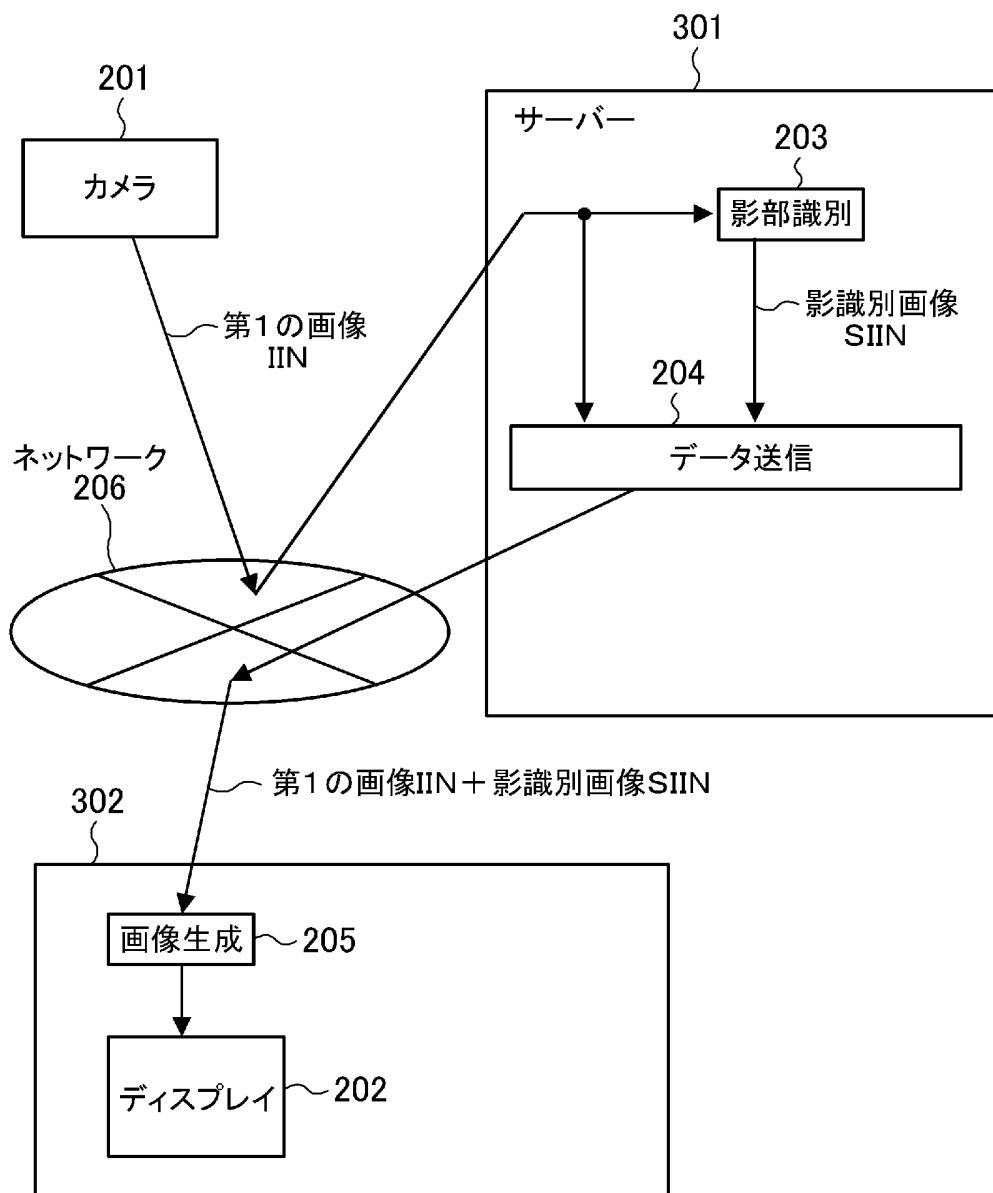 301
サーバー
201
カメラ
203
影部識別
第１の画像
IIN
影識別画像
SIIN
204
データ送信
ネットワーク
206
第１の画像IIN＋影識別画像SIIN
302
画像生成
205
ディスプレイ
202